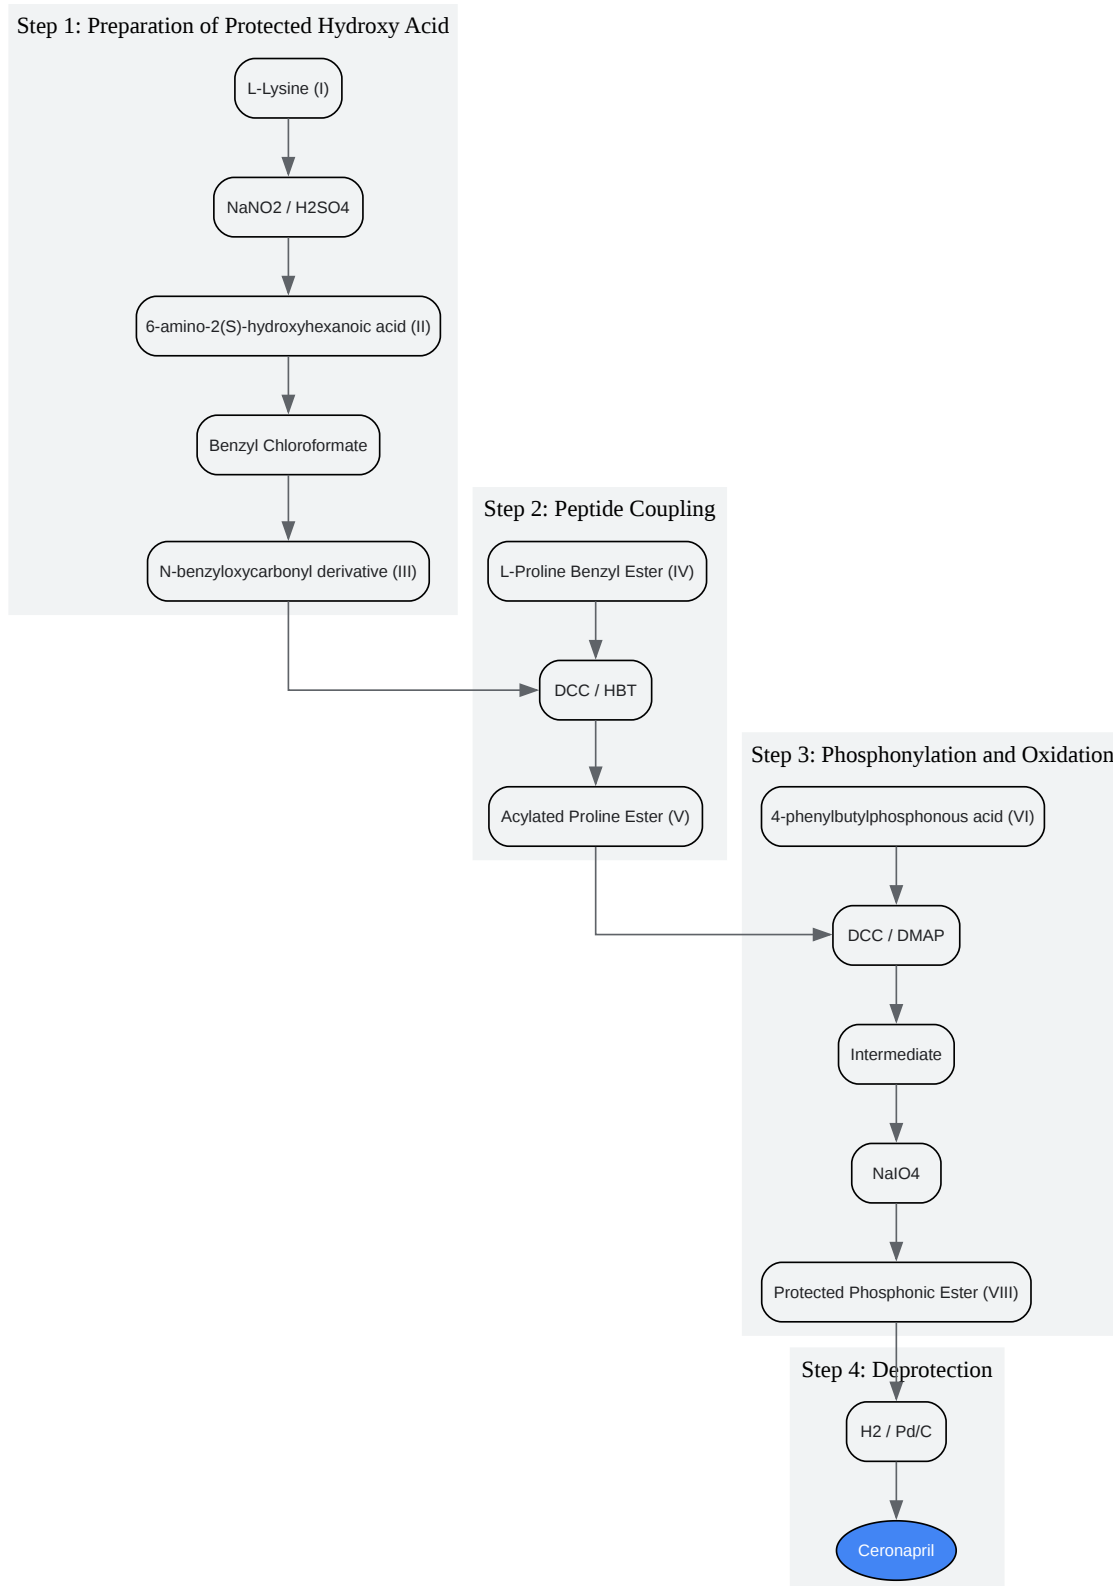 Step 1: Preparation of Protected Hydroxy Acid
L-Lysine (I)
NaNO2 / H2SO4
6-amino-2(S)-hydroxyhexanoic acid (II)
Benzyl Chloroformate
N-benzyloxycarbonyl derivative (III)
Step 2: Peptide Coupling
L-Proline Benzyl Ester (IV)
DCC / HBT
Acylated Proline Ester (V)
Step 3: Phosphonylation and Oxidation
4-phenylbutylphosphonous acid (VI)
DCC / DMAP
Intermediate
NaIO4
Protected Phosphonic Ester (VIII)
Step 4: Deprotection
H2 / Pd/C
Ceronapril